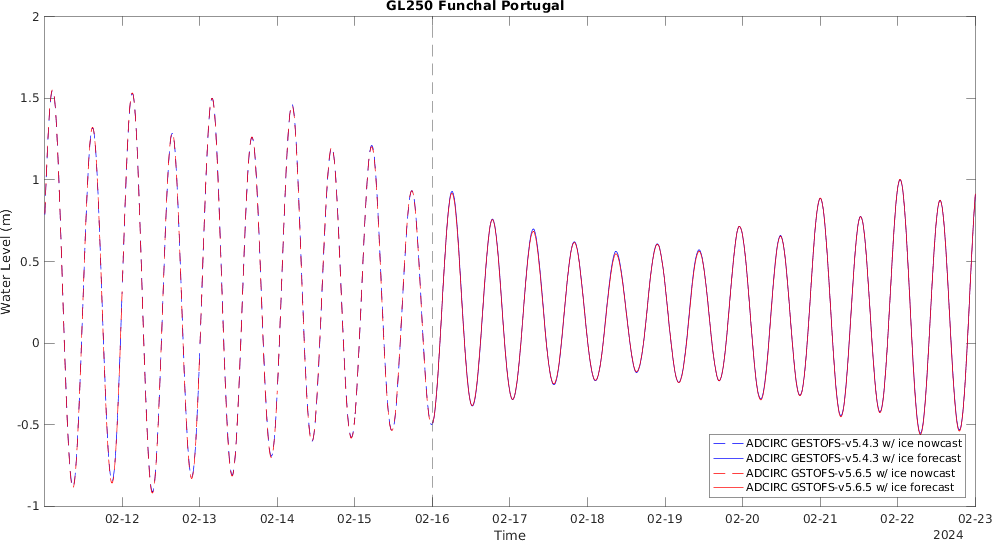 GL250 Funchal Portugal
2
1.5
1
0.5
0
-0.5
-1
Water Level (m)
02-12 02-13 02-14 02-15 02-16 02-17 02-18 02-19 02-20 02-21 02-22 02-23
Time
2024
ADCIRC GESTOFS-v5.4.3 w/ ice nowcast
ADCIRC GESTOFS-v5.4.3 w/ ice forecast
ADCIRC GSTOFS-v5.6.5 w/ ice nowcast
ADCIRC GSTOFS-v5.6.5 w/ ice forecast